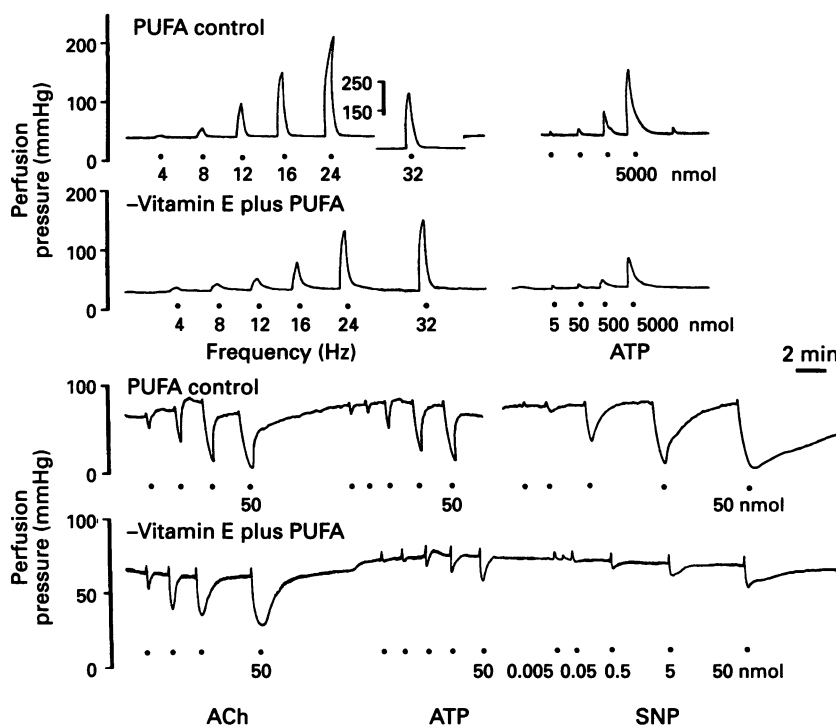 PUFA control
200
100
0
Perfusion
pressure (mmHg)
250
150
4 8 12 16 24 32
5000 nmol
–Vitamin E plus PUFA
200
100
0
Perfusion
pressure (mmHg)
4 8 12 16 24 32
5 50 500 5000 nmol
Frequency (Hz)
ATP
2 min
PUFA control
100
0
50 50 50 nmol
–Vitamin E plus PUFA
100
50
0
50 50 0.005 0.05 0.5 5 50 nmol
ACh ATP SNP